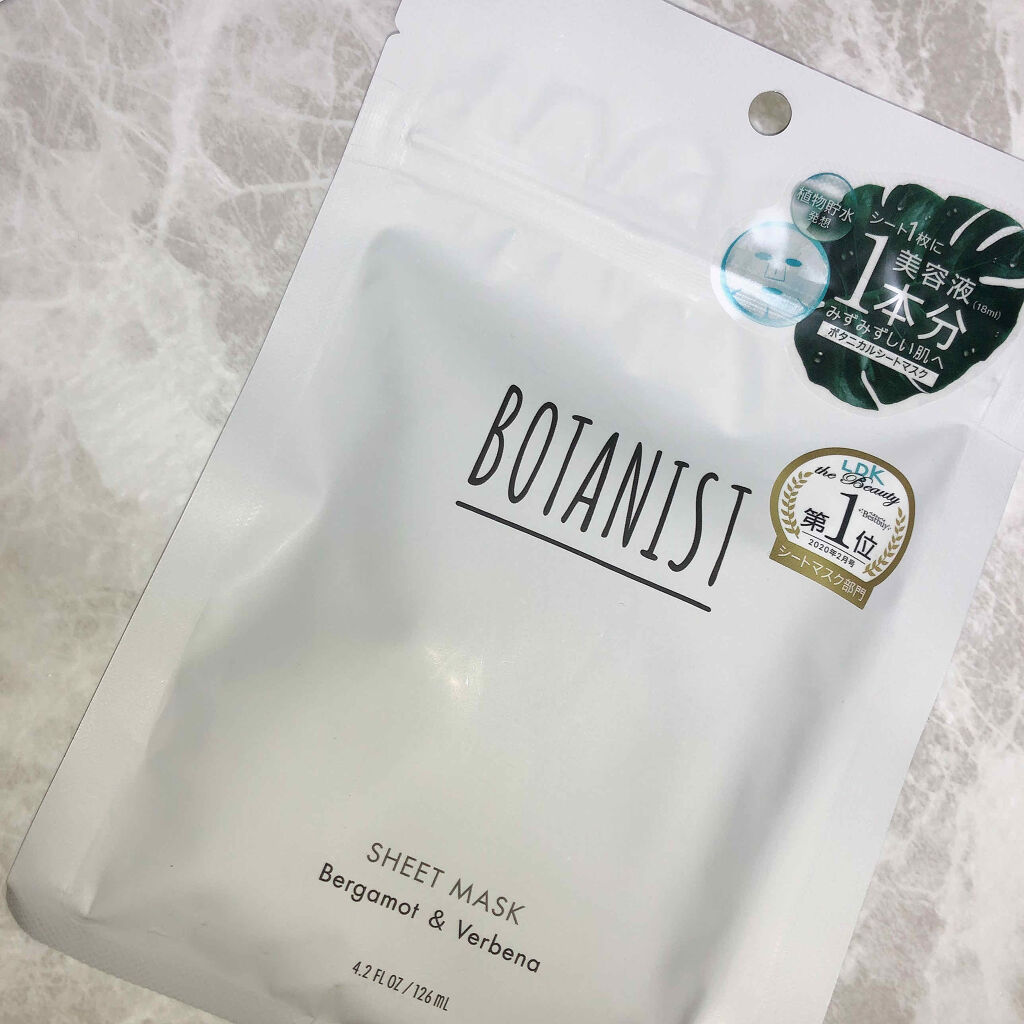 植物貯水
発想
シート1枚に
美容液
1本分
(18ml)
みずみずしい肌へ
ボタニカルシートマスク
BOTANIST
LDK
the Beauty
Bestbuy
第1位
2020年2月号
シートマスク部門
SHEET MASK
Bergamot & Verbena
4.2 FL OZ / 126 mL